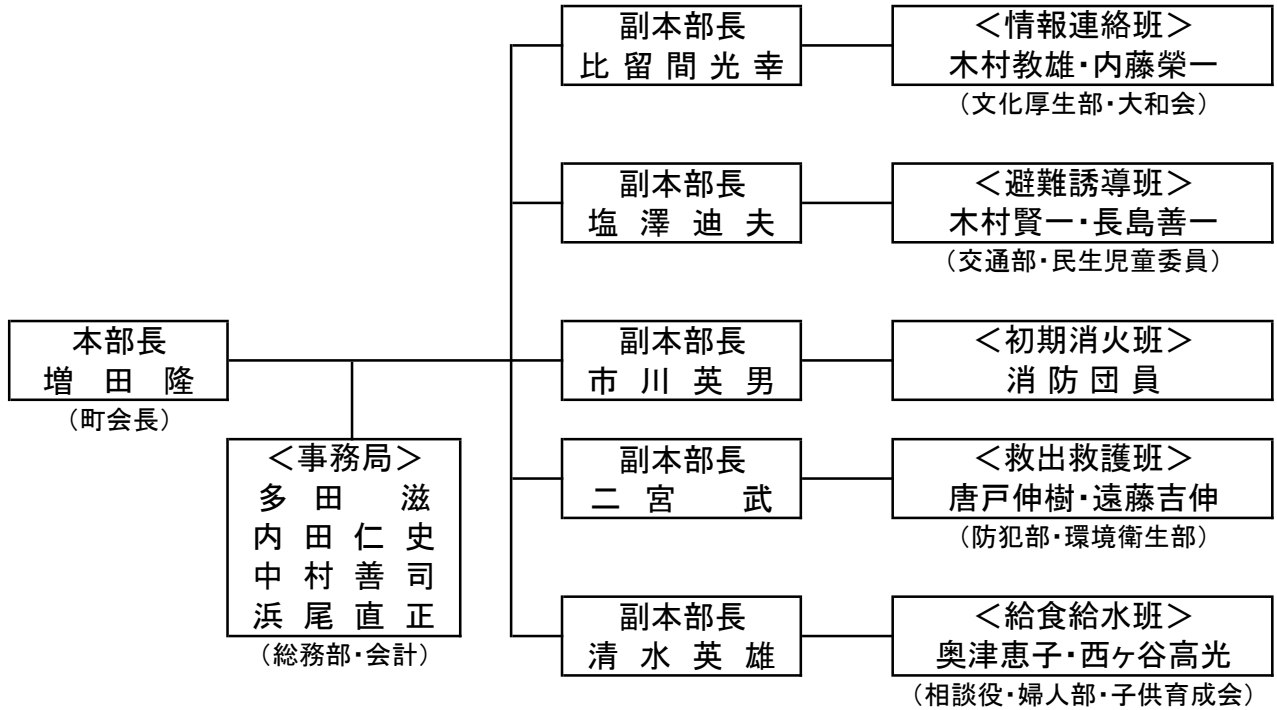 副本部長
比留間光幸
＜情報連絡班＞
木村教雄・内藤榮一
（文化厚生部・大和会）
副本部長
塩澤迪夫
＜避難誘導班＞
木村賢一・長島善一
（交通部・民生児童委員）
本部長
増田隆
（町会長）
副本部長
市川英男
＜初期消火班＞
消防団員
＜事務局＞
多田滋
内田仁史
中村善司
浜尾直正
（総務部・会計）
副本部長
二宮武
＜救出救護班＞
唐戸伸樹・遠藤吉伸
（防犯部・環境衛生部）
副本部長
清水英雄
＜給食給水班＞
奥津恵子・西ヶ谷高光
（相談役・婦人部・子供育成会）